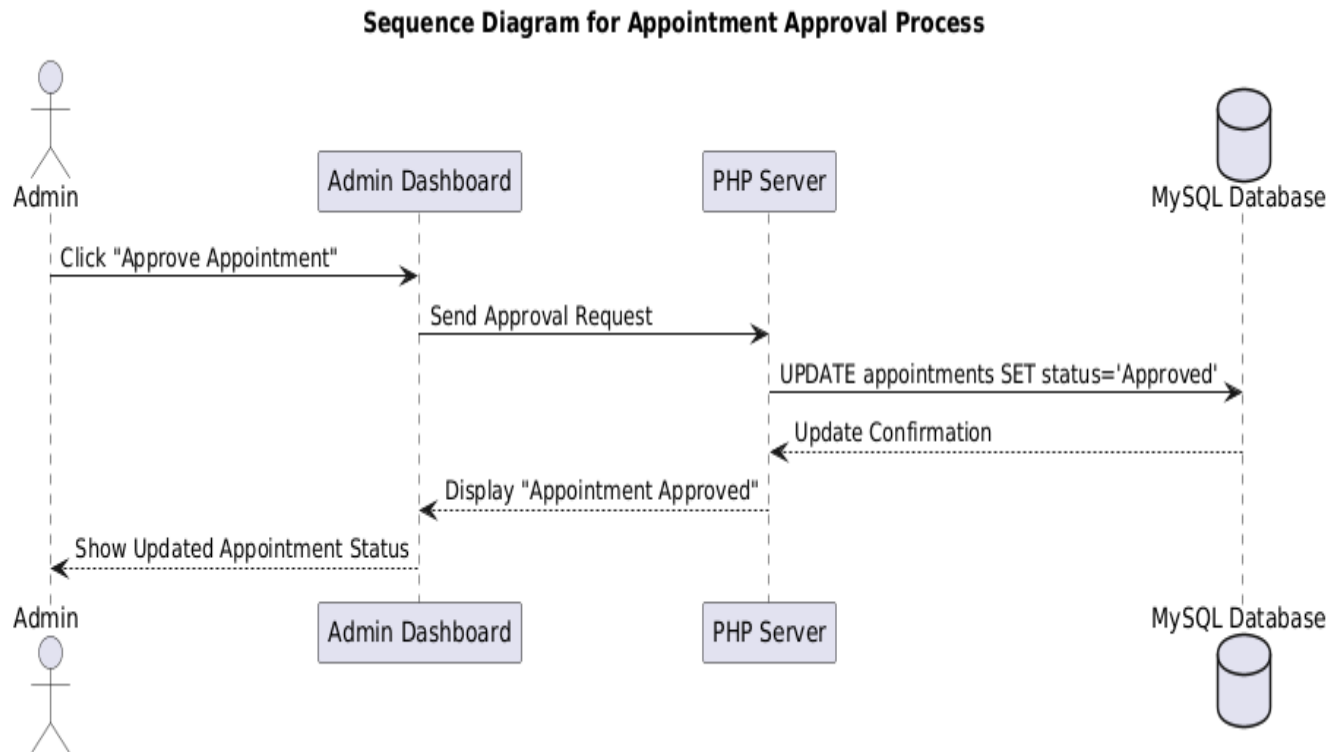 Sequence Diagram for Appointment Approval Process
Admin
Admin Dashboard
PHP Server
MySQL Database
Click "Approve Appointment"
Send Approval Request
UPDATE appointments SET status='Approved'
Update Confirmation
Display "Appointment Approved"
Show Updated Appointment Status
Admin
Admin Dashboard
PHP Server
MySQL Database